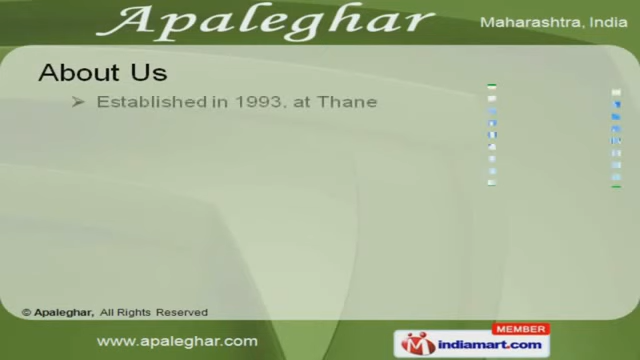 Apaleghar
Maharashtra, India
About Us
➢ Established in 1993. at Thane
© Apaleghar, All Rights Reserved
www.apaleghar.com
MEMBER
indiamart.com